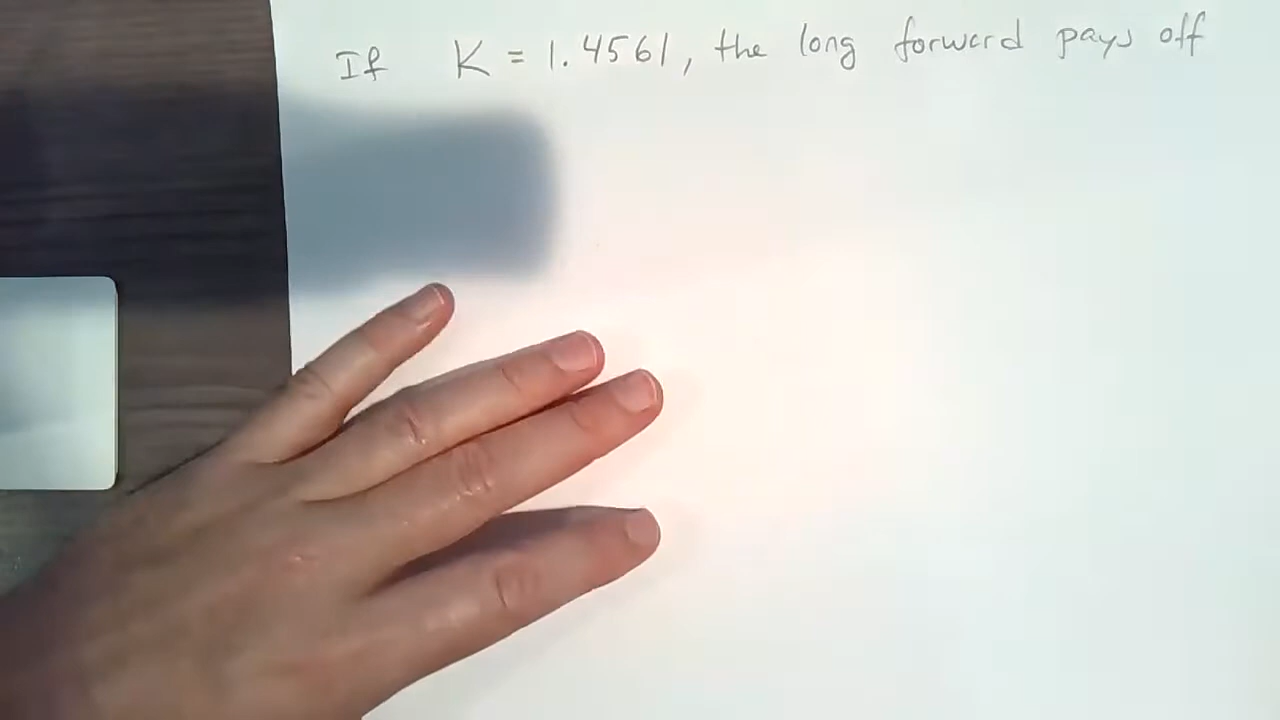 If K = 1.4561, the long forward pays off